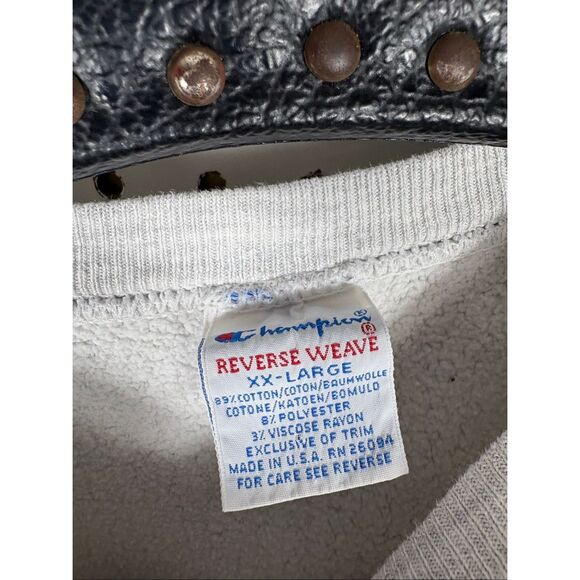 Champion®
REVERSE WEAVE®
XX-LARGE
89% COTTON/COTON/BAUMWOLLE
COTONE/KATOEN/BOMULD
8% POLYESTER
3% VISCOSE RAYON
EXCLUSIVE OF TRIM
MADE IN U.S.A. RN 26094
FOR CARE SEE REVERSE